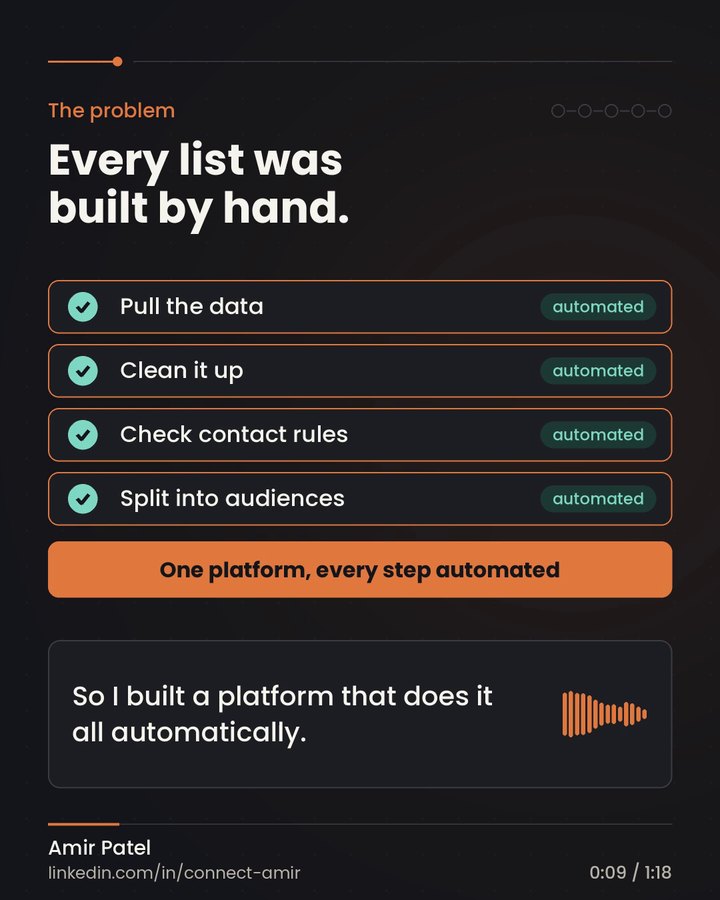 The problem
Every list was
built by hand.
Pull the data
automated
Clean it up
automated
Check contact rules
automated
Split into audiences
automated
One platform, every step automated
So I built a platform that does it
all automatically.
Amir Patel
linkedin.com/in/connect-amir
0:09 / 1:18